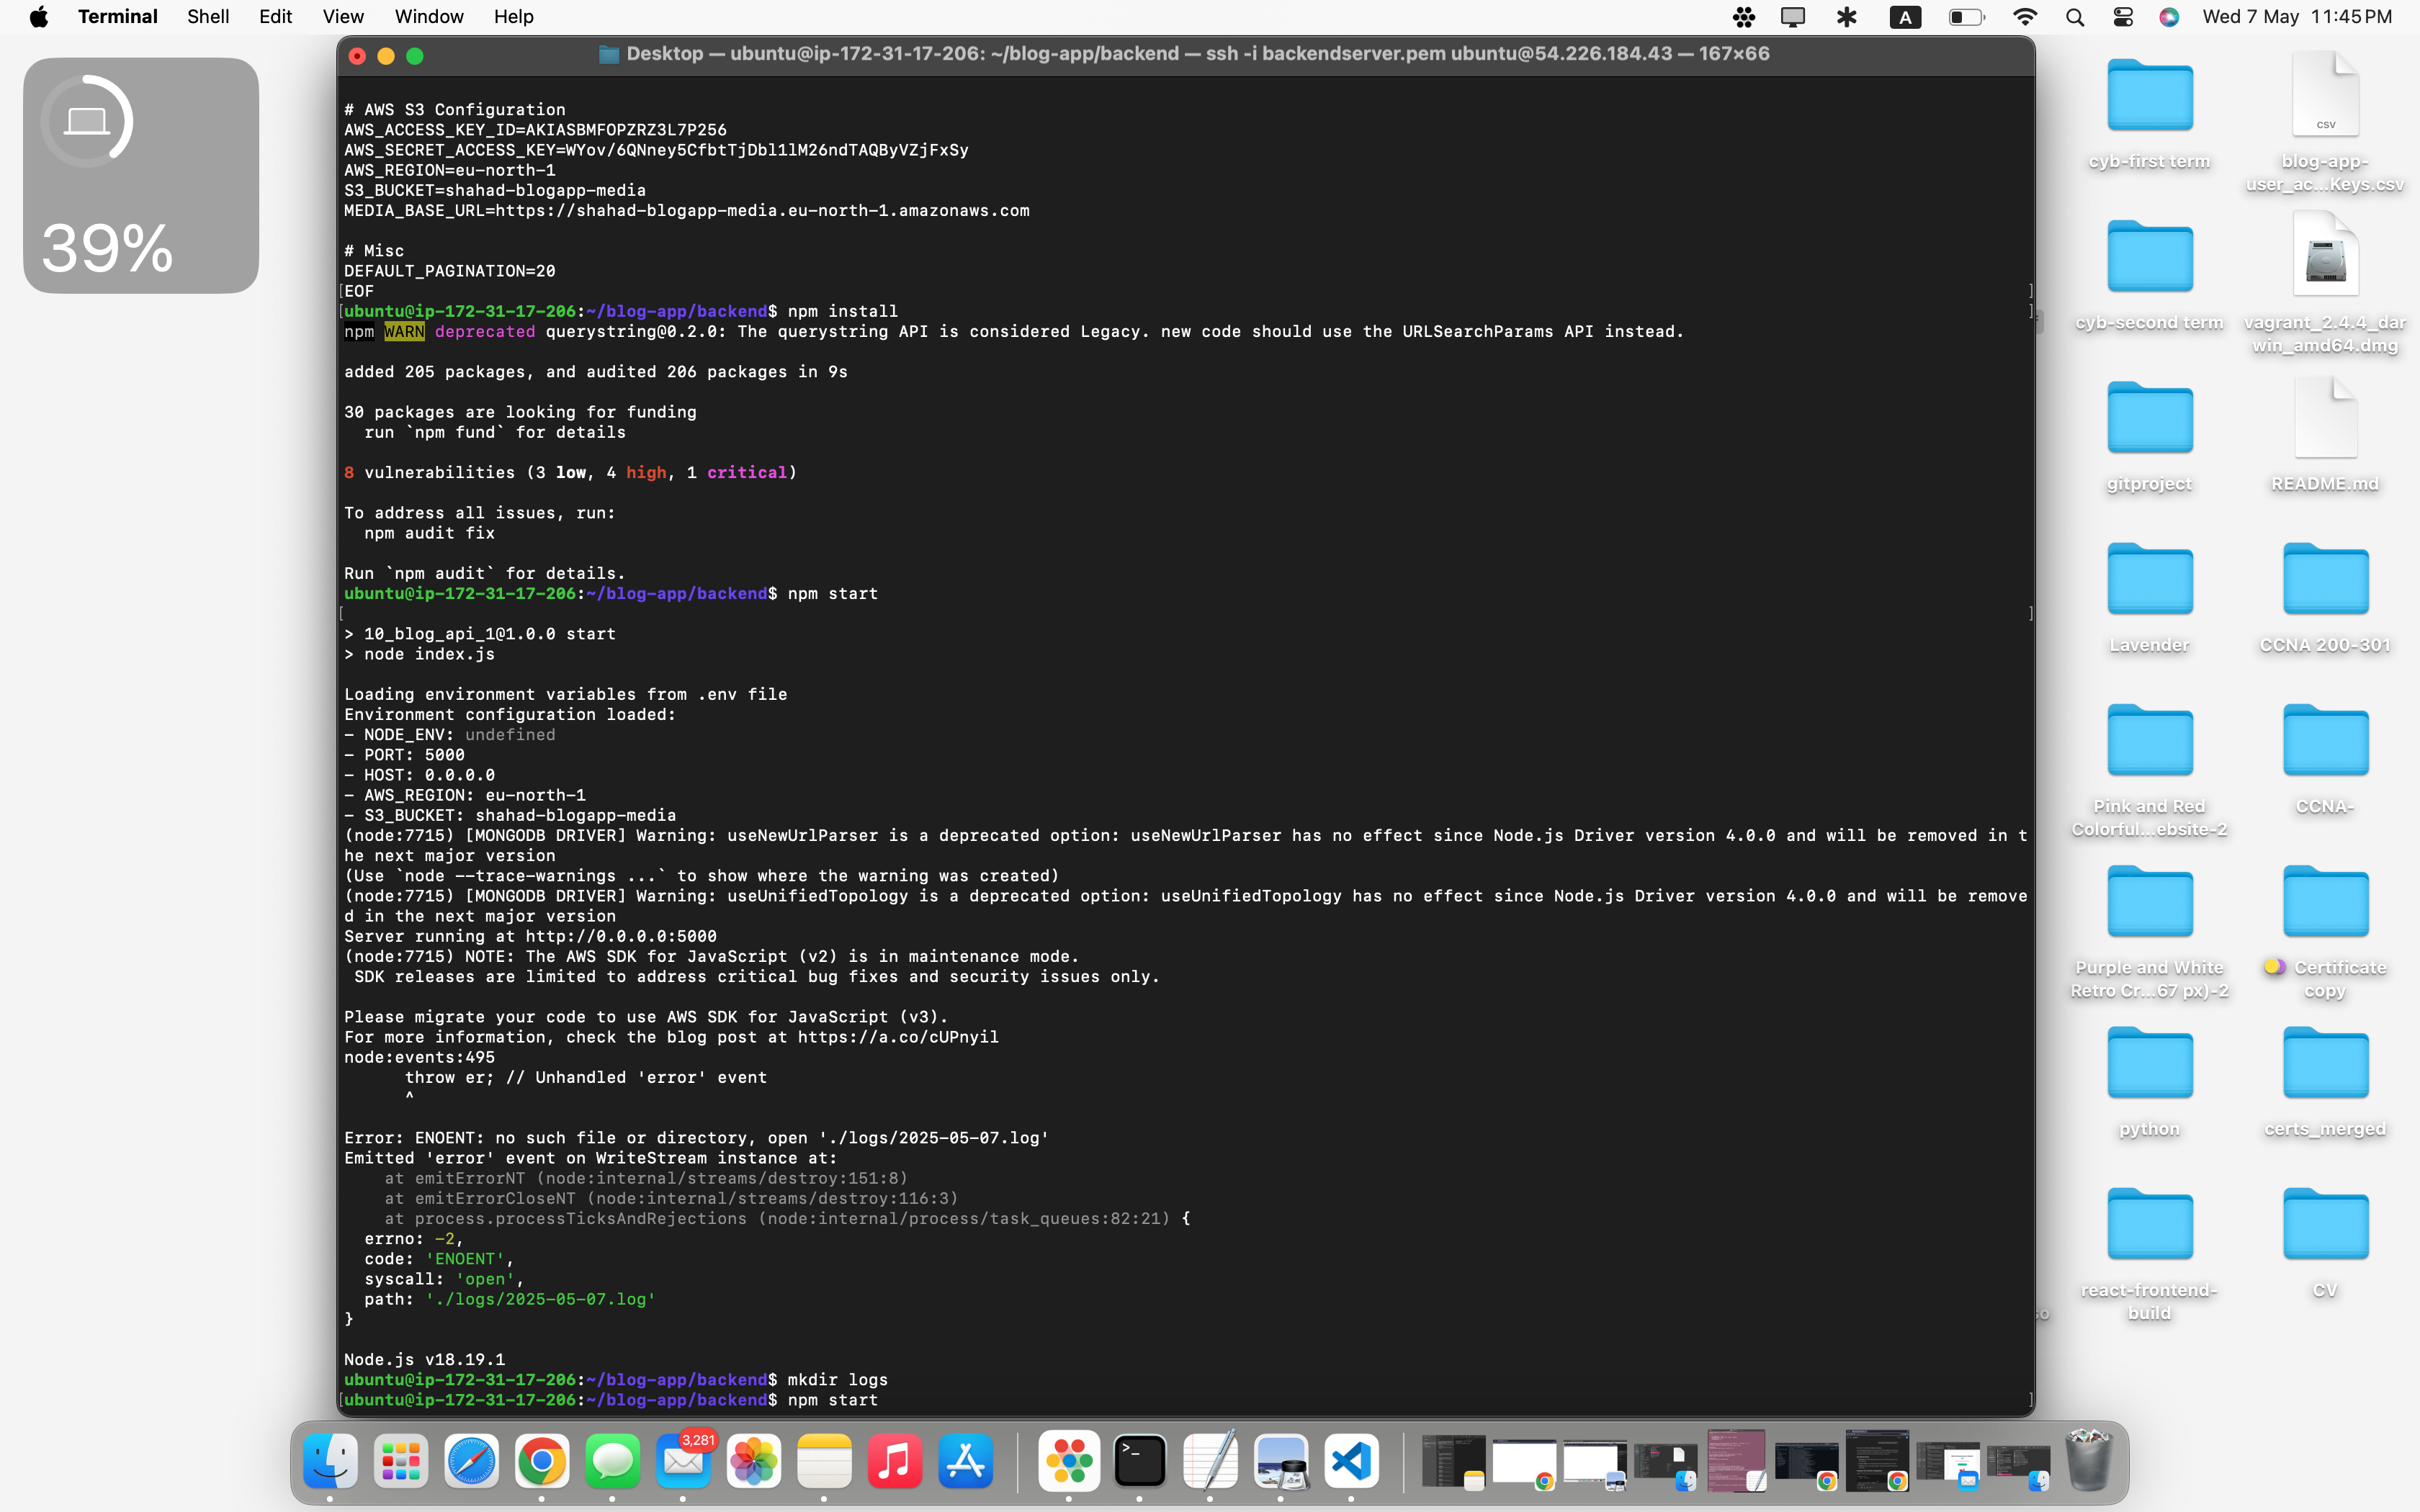 Terminal Shell Edit View Window Help
A
Wed 7 May 11:45 PM
Desktop — ubuntu@ip-172-31-17-206: ~/blog-app/backend — ssh -i backendserver.pem ubuntu@54.226.184.43 — 167×66
39%
# AWS S3 Configuration
AWS_ACCESS_KEY_ID=AKIASBMFOPZRZ3L7P256
AWS_SECRET_ACCESS_KEY=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
AWS_REGION=eu-north-1
S3_BUCKET=shahad-blogapp-media
MEDIA_BASE_URL=https://shahad-blogapp-media.eu-north-1.amazonaws.com
# Misc
DEFAULT_PAGINATION=20
[EOF ]
[ubuntu@ip-172-31-17-206:~/blog-app/backend$ npm install ]
npm WARN deprecated querystring@0.2.0: The querystring API is considered Legacy. new code should use the URLSearchParams API instead.
added 205 packages, and audited 206 packages in 9s
30 packages are looking for funding
run `npm fund` for details
8 vulnerabilities (3 low, 4 high, 1 critical)
To address all issues, run:
npm audit fix
Run `npm audit` for details.
ubuntu@ip-172-31-17-206:~/blog-app/backend$ npm start
[ ]
> 10_blog_api_1@1.0.0 start
> node index.js
Loading environment variables from .env file
Environment configuration loaded:
- NODE_ENV: undefined
- PORT: 5000
- HOST: 0.0.0.0
- AWS_REGION: eu-north-1
- S3_BUCKET: shahad-blogapp-media
(node:7715) [MONGODB DRIVER] Warning: useNewUrlParser is a deprecated option: useNewUrlParser has no effect since Node.js Driver version 4.0.0 and will be removed in t
he next major version
(Use `node --trace-warnings ...` to show where the warning was created)
(node:7715) [MONGODB DRIVER] Warning: useUnifiedTopology is a deprecated option: useUnifiedTopology has no effect since Node.js Driver version 4.0.0 and will be remove
d in the next major version
Server running at http://0.0.0.0:5000
(node:7715) NOTE: The AWS SDK for JavaScript (v2) is in maintenance mode.
SDK releases are limited to address critical bug fixes and security issues only.
Please migrate your code to use AWS SDK for JavaScript (v3).
For more information, check the blog post at https://a.co/cUPnyil
node:events:495
throw er; // Unhandled 'error' event
^
Error: ENOENT: no such file or directory, open './logs/2025-05-07.log'
Emitted 'error' event on WriteStream instance at:
at emitErrorNT (node:internal/streams/destroy:151:8)
at emitErrorCloseNT (node:internal/streams/destroy:116:3)
at process.processTicksAndRejections (node:internal/process/task_queues:82:21) {
errno: -2,
code: 'ENOENT',
syscall: 'open',
path: './logs/2025-05-07.log'
}
Node.js v18.19.1
ubuntu@ip-172-31-17-206:~/blog-app/backend$ mkdir logs
[ubuntu@ip-172-31-17-206:~/blog-app/backend$ npm start ]
cyb-first term
csv
blog-app-
user_ac...Keys.csv
cyb-second term
vagrant_2.4.4_dar
win_amd64.dmg
gitproject
README.md
Lavender
CCNA 200-301
Pink and Red
Colorful...ebsite-2
CCNA-
Purple and White
Retro Cr...67 px)-2
Certificate
copy
python
certs_merged
react-frontend-
build
CV
so
3,281